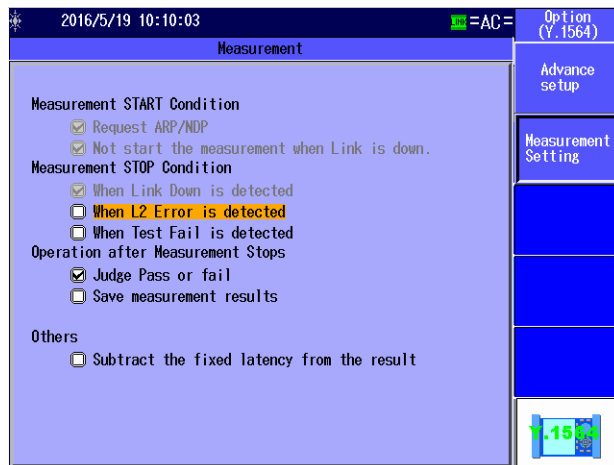 2016/5/19 10:10:03
LINK =AC=
Option
(Y.1564)
Measurement
Advance
setup
Measurement START Condition
Request ARP/NDP
Not start the measurement when Link is down.
Measurement
Setting
Measurement STOP Condition
When Link Down is detected
When L2 Error is detected
When Test Fail is detected
Operation after Measurement Stops
Judge Pass or fail
Save measurement results
Others
Subtract the fixed latency from the result
Y.1564